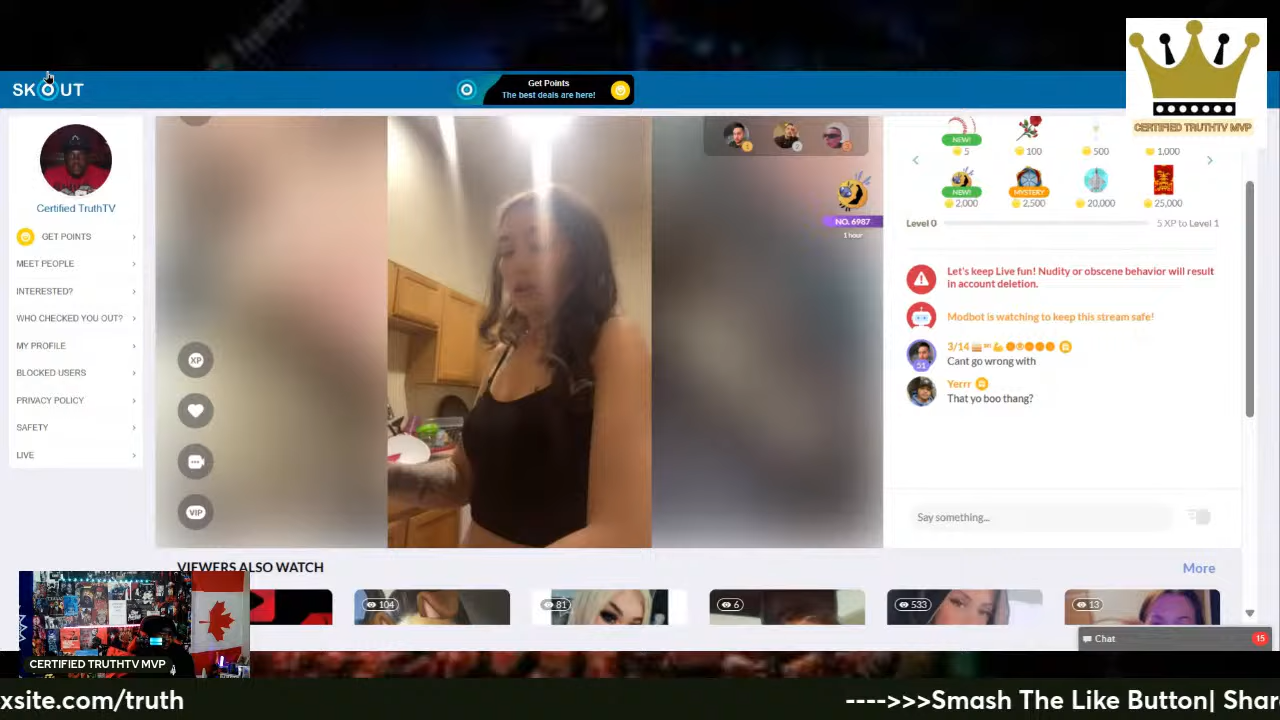 SKOUT
Get Points
The best deals are here!
CERTIFIED TRUTHTV MVP
Certified TruthTV
GET POINTS
MEET PEOPLE
INTERESTED?
WHO CHECKED YOU OUT?
MY PROFILE
BLOCKED USERS
PRIVACY POLICY
SAFETY
LIVE
XP
VIP
NO. 6987
1 hour
NEW!
5
100
500
1,000
NEW!
MYSTERY
2,000
2,500
20,000
25,000
Level 0
5 XP to Level 1
Let's keep Live fun! Nudity or obscene behavior will result
in account deletion.
Modbot is watching to keep this stream safe!
3/14
51
Cant go wrong with
Yerrr
That yo boo thang?
Say something...
VIEWERS ALSO WATCH
More
104
81
6
533
13
Chat
15
CERTIFIED TRUTHTV MVP
xsite.com/truth
---->>>Smash The Like Button| Shar